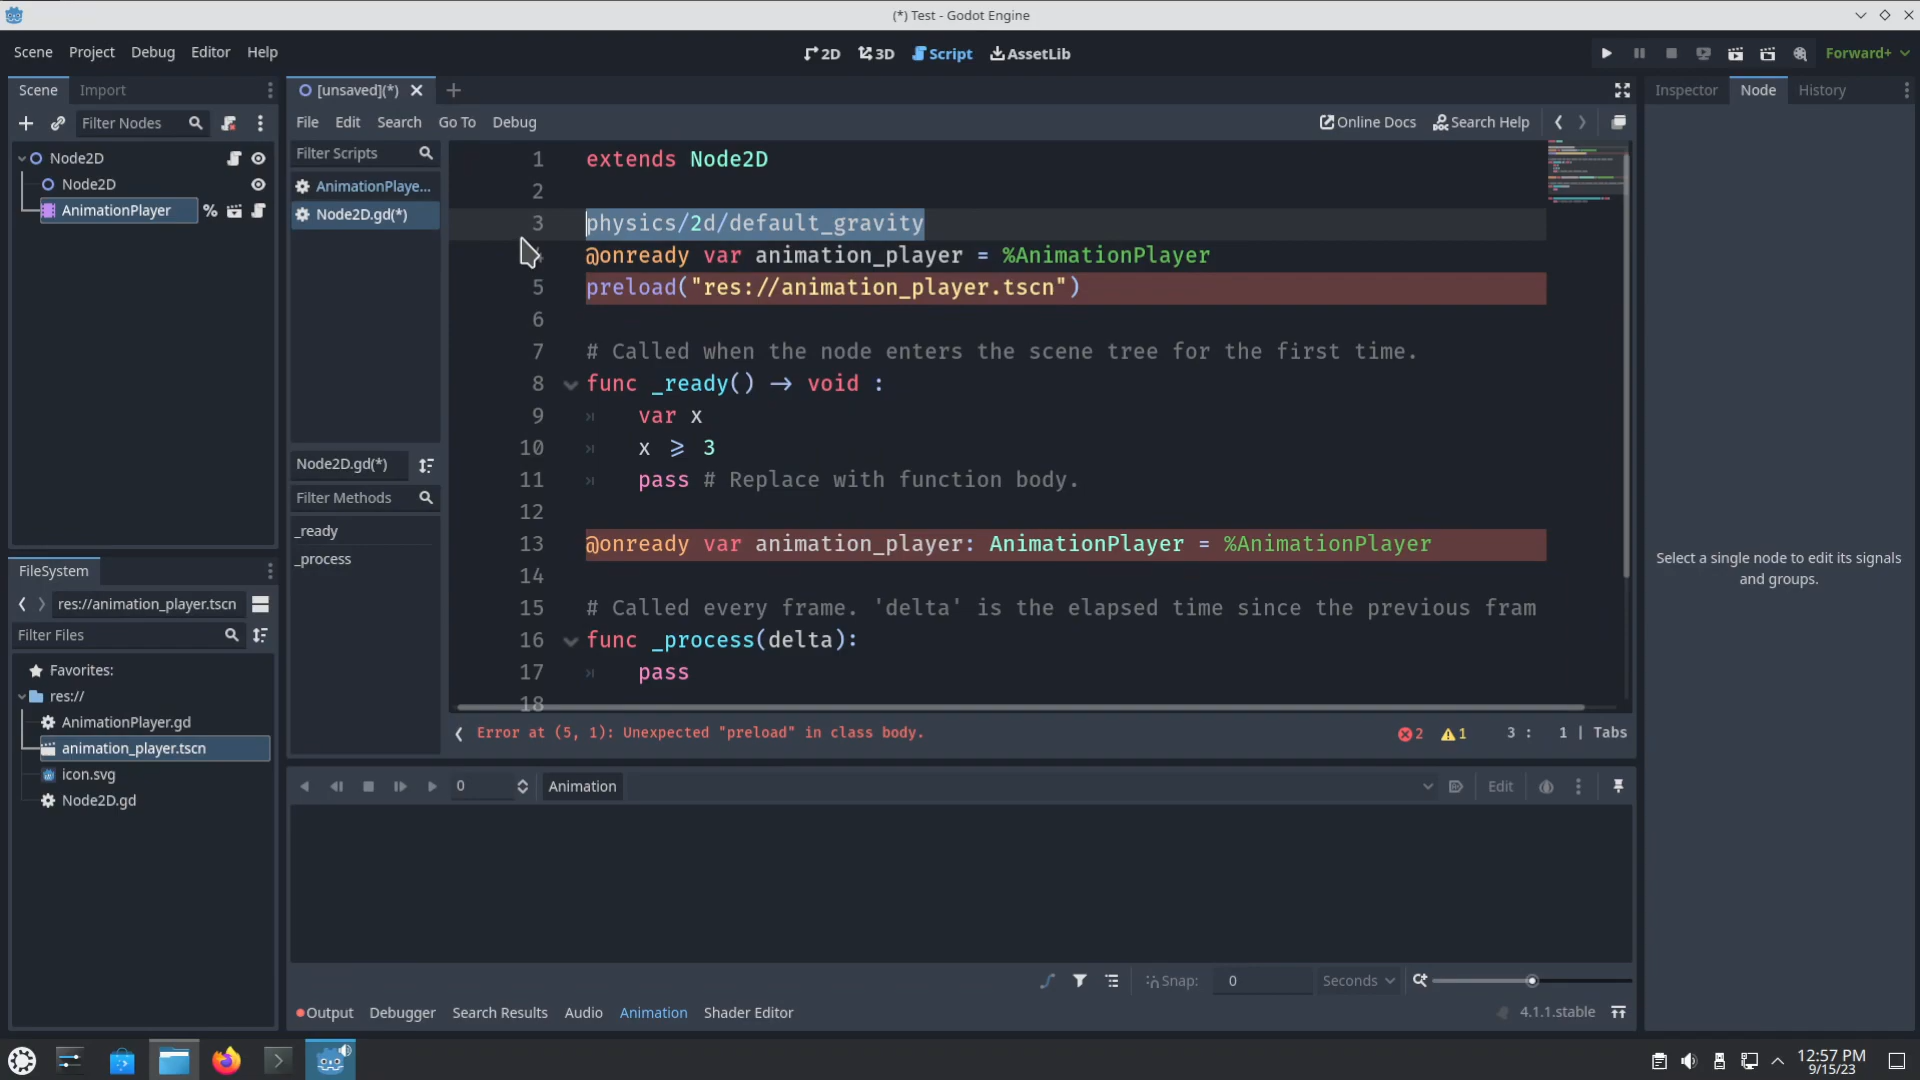 (*) Test - Godot Engine
Scene Project Debug Editor Help
2D 3D Script AssetLib
Forward+
Scene Import
[unsaved](*)
Inspector Node History
Filter Nodes
File Edit Search Go To Debug
Online Docs Search Help
Node2D
Node2D
AnimationPlayer %
Filter Scripts
AnimationPlaye...
Node2D.gd(*)
1 extends Node2D
2
3 physics/2d/default_gravity
@onready var animation_player = %AnimationPlayer
5 preload("res://animation_player.tscn")
6
7 # Called when the node enters the scene tree for the first time.
8 func _ready() → void :
9 var x
10 x ⩾ 3
11 pass # Replace with function body.
12
13 @onready var animation_player: AnimationPlayer = %AnimationPlayer
14
15 # Called every frame. 'delta' is the elapsed time since the previous fram
16 func _process(delta):
17 pass
18
Node2D.gd(*)
Filter Methods
_ready
_process
Error at (5, 1): Unexpected "preload" in class body.
2 1 3 : 1 | Tabs
Select a single node to edit its signals
and groups.
FileSystem
res://animation_player.tscn
Filter Files
Favorites:
res://
AnimationPlayer.gd
animation_player.tscn
icon.svg
Node2D.gd
0 Animation Edit
Snap: 0 Seconds
Output Debugger Search Results Audio Animation Shader Editor
4.1.1.stable
12:57 PM
9/15/23